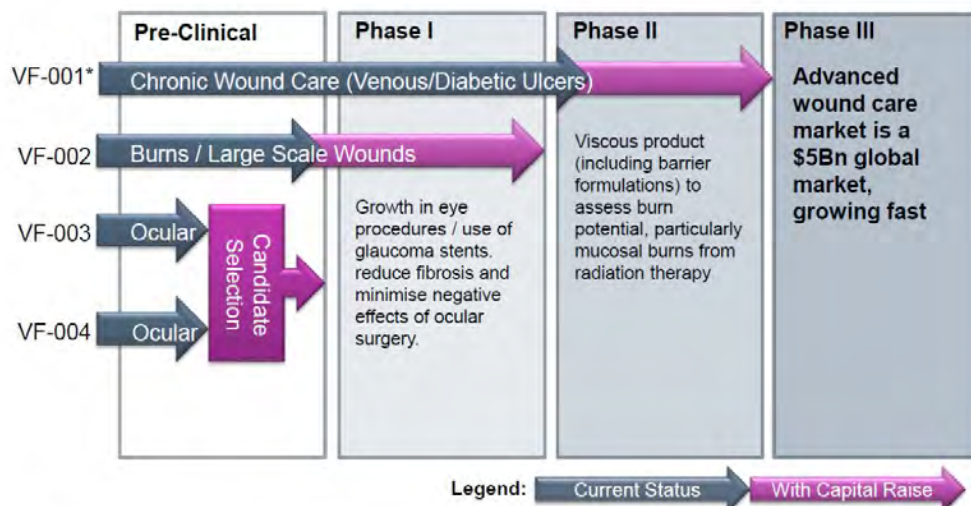 Pre-Clinical
Phase I
Phase II
Phase III
VF-001*
Chronic Wound Care (Venous/Diabetic Ulcers)
Advanced
wound care
market is a
$5Bn global
market,
growing fast
VF-002
Burns / Large Scale Wounds
Viscous product
(including barrier
formulations) to
assess burn
potential, particularly
mucosal burns from
radiation therapy
VF-003
Ocular
Candidate
Selection
Growth in eye
procedures / use of
glaucoma stents.
reduce fibrosis and
minimise negative
effects of ocular
surgery.
VF-004
Ocular
Legend:
Current Status
With Capital Raise